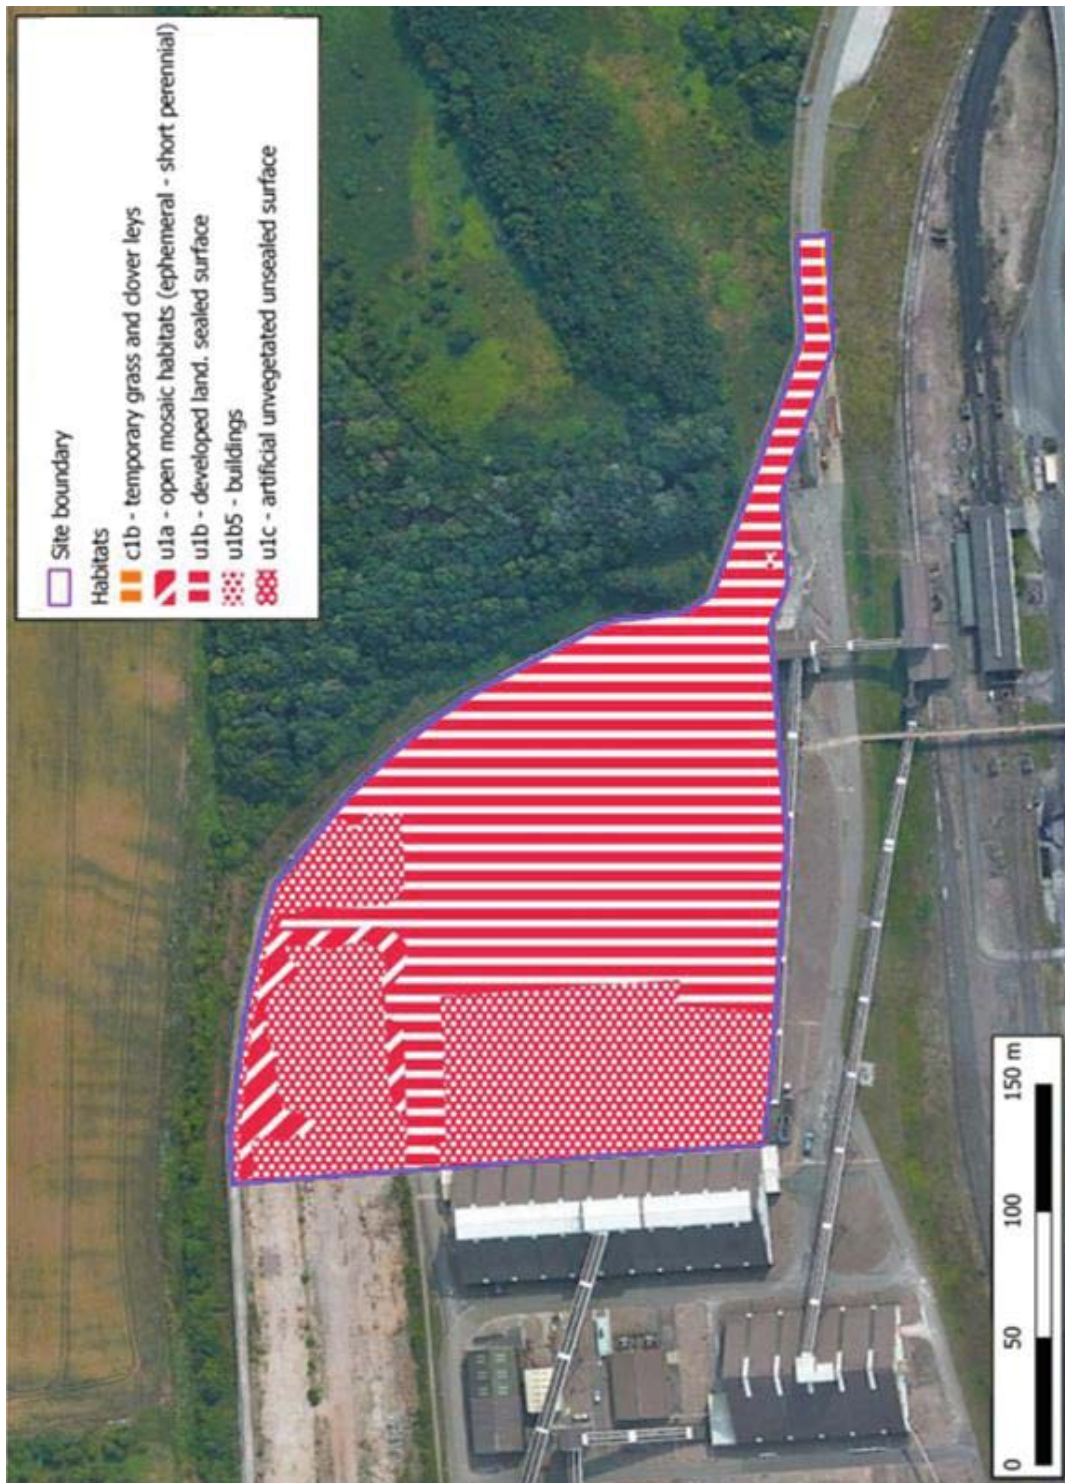 Site boundary
Habitats
c1b - temporary grass and clover leys
u1a - open mosaic habitats (ephemeral - short perennial)
u1b - developed land. sealed surface
u1b5 - buildings
u1c - artificial unvegetated unsealed surface
0 50 100 150 m